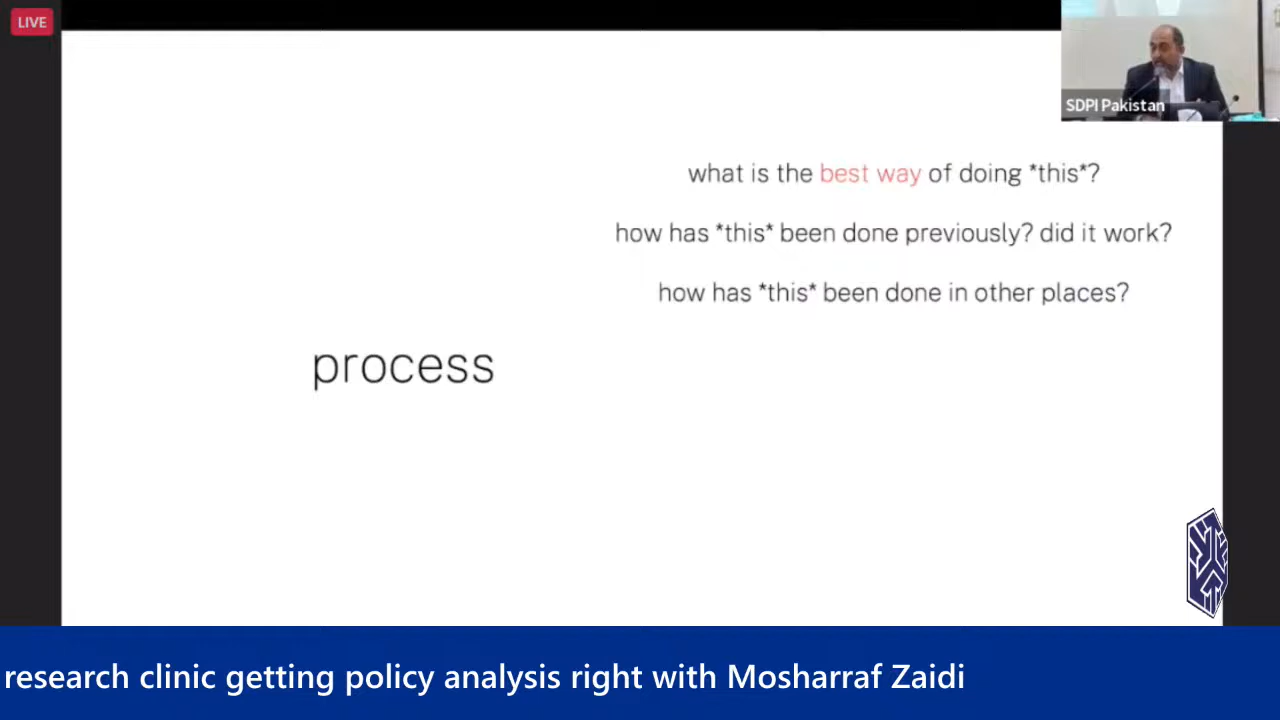 LIVE
SDPI Pakistan
what is the best way of doing *this*?
how has *this* been done previously? did it work?
how has *this* been done in other places?
process
research clinic getting policy analysis right with Mosharraf Zaidi